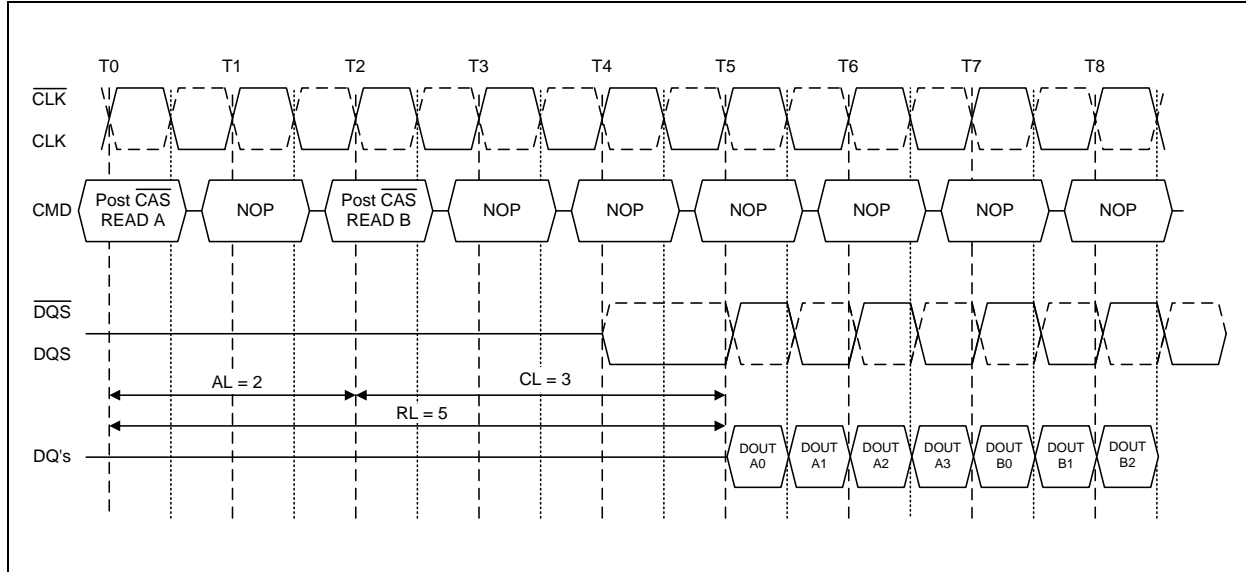 T0 T1 T2 T3 T4 T5 T6 T7 T8
CLK
CLK
CMD
Post CAS
READ A
NOP
Post CAS
READ B
NOP
NOP
NOP
NOP
NOP
NOP
DQS
DQS
AL = 2
CL = 3
RL = 5
DQ's
DOUT
A0
DOUT
A1
DOUT
A2
DOUT
A3
DOUT
B0
DOUT
B1
DOUT
B2